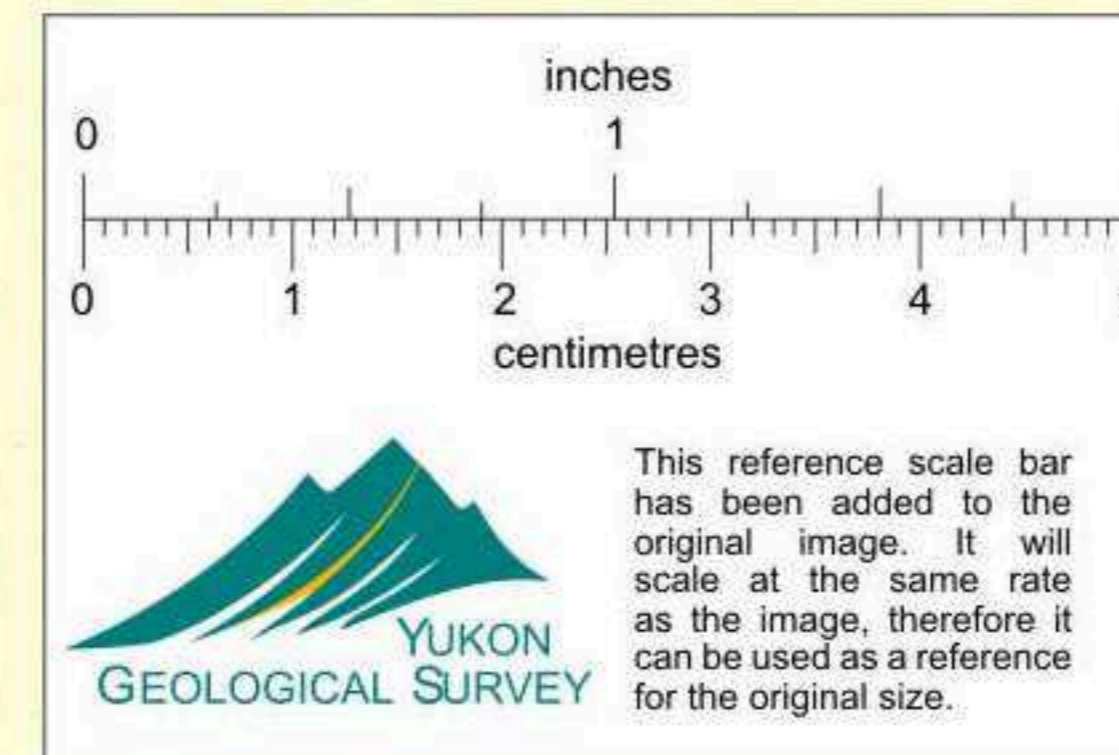 inches
0 1
0 1 2 3 4
centimetres
This reference scale bar
has been added to the
original image. It will
scale at the same rate
as the image, therefore it
can be used as a reference
for the original size.
YUKON
GEOLOGICAL SURVEY